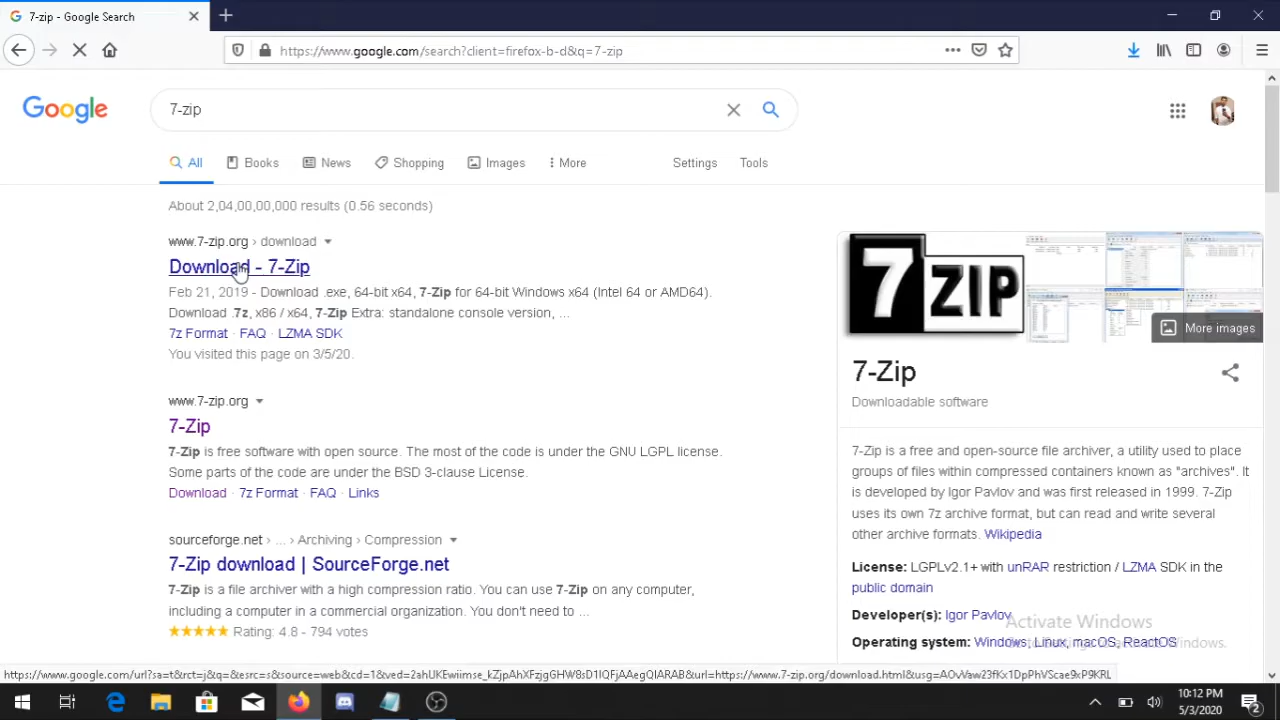 7-zip - Google Search
https://www.google.com/search?client=firefox-b-d&q=7-zip
Google
7-zip
All Books News Shopping Images More Settings Tools
About 2,04,00,00,000 results (0.56 seconds)
www.7-zip.org › download
Download - 7-Zip
Feb 21, 2019 - Download .exe, 64-bit x64, 7-Zip for 64-bit Windows x64 (Intel 64 or AMD64).
Download .7z, x86 / x64, 7-Zip Extra: standalone console version, ...
7z Format · FAQ · LZMA SDK
You visited this page on 3/5/20.
www.7-zip.org
7-Zip
7-Zip is free software with open source. The most of the code is under the GNU LGPL license.
Some parts of the code are under the BSD 3-clause License.
Download · 7z Format · FAQ · Links
sourceforge.net › ... › Archiving › Compression
7-Zip download | SourceForge.net
7-Zip is a file archiver with a high compression ratio. You can use 7-Zip on any computer,
including a computer in a commercial organization. You don't need to ...
Rating: 4.8 - 794 votes
7ZIP
More images
7-Zip
Downloadable software
7-Zip is a free and open-source file archiver, a utility used to place
groups of files within compressed containers known as "archives". It
is developed by Igor Pavlov and was first released in 1999. 7-Zip
uses its own 7z archive format, but can read and write several
other archive formats. Wikipedia
License: LGPLv2.1+ with unRAR restriction / LZMA SDK in the
public domain
Developer(s): Igor Pavlov
Activate Windows
Operating system: Windows, Linux, macOS, ReactOS
10:12 PM
5/3/2020
2